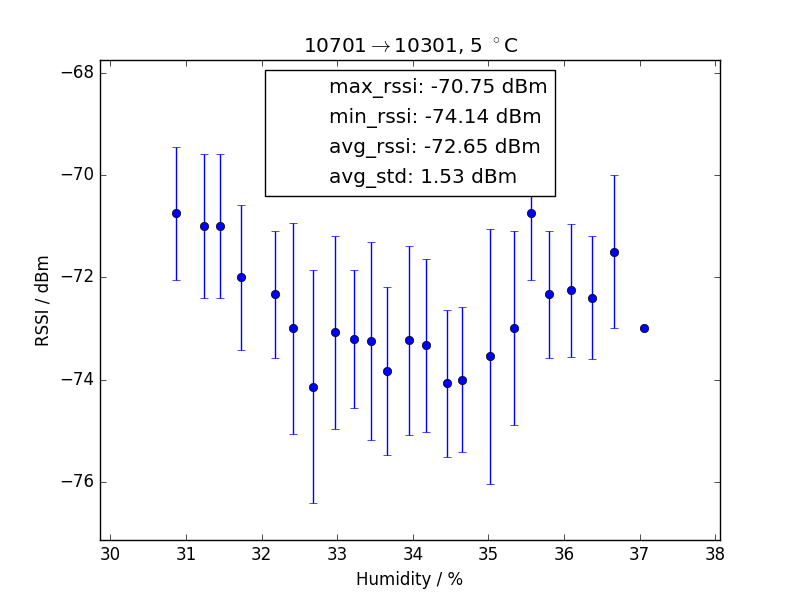 10701→10301, 5 °C
max_rssi: -70.75 dBm
min_rssi: -74.14 dBm
avg_rssi: -72.65 dBm
avg_std: 1.53 dBm
RSSI / dBm
−68
−70
−72
−74
−76
30 31 32 33 34 35 36 37 38
Humidity / %